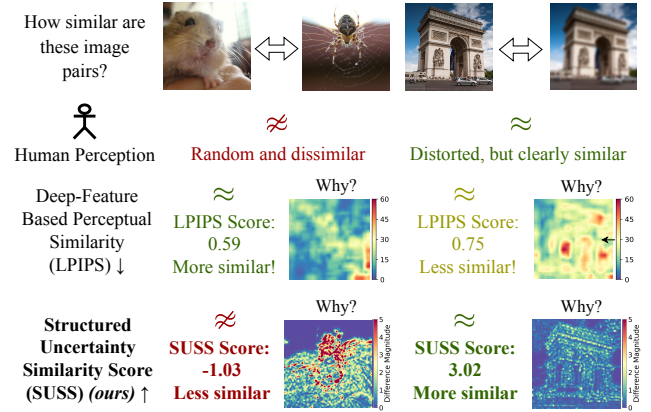 How similar are
these image
pairs?
≉ ≈
Human Perception
Random and dissimilar
Distorted, but clearly similar
Deep-Feature
Based Perceptual
Similarity
(LPIPS) ↓
≈
LPIPS Score:
0.59
More similar!
Why?
60
45
30
15
0
≈
LPIPS Score:
0.75
Less similar!
Why?
60
45
30
15
0
Structured
Uncertainty
Similarity Score
(SUSS) (ours) ↑
≉
SUSS Score:
-1.03
Less similar
Why?
5
4
3
2
1
0
Difference Magnitude
≈
SUSS Score:
3.02
More similar
Why?
5
4
3
2
1
0
Difference Magnitude